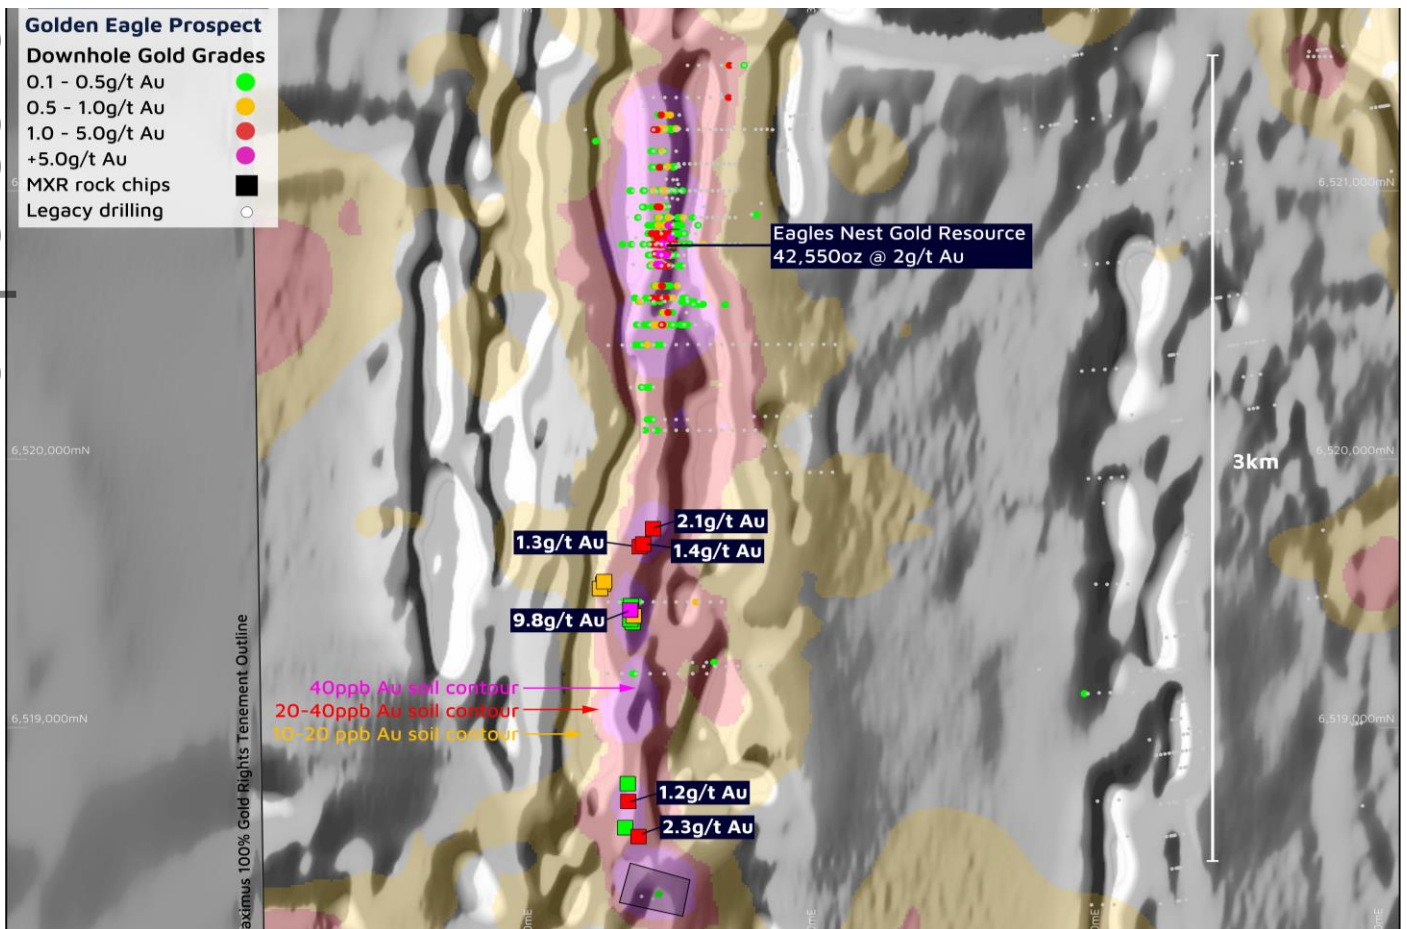 Golden Eagle Prospect
Downhole Gold Grades
0.1 - 0.5g/t Au
0.5 - 1.0g/t Au
1.0 - 5.0g/t Au
+5.0g/t Au
MXR rock chips
Legacy drilling
6,521,000mN
Eagles Nest Gold Resource
42,550oz @ 2g/t Au
6,520,000mN
6,520,000mN
3km
2.1g/t Au
1.3g/t Au
1.4g/t Au
9.8g/t Au
40ppb Au soil contour
20-40ppb Au soil contour
10-20 ppb Au soil contour
6,519,000mN
6,519,000mN
1.2g/t Au
2.3g/t Au
aximus 100% Gold Rights Tenement Outline